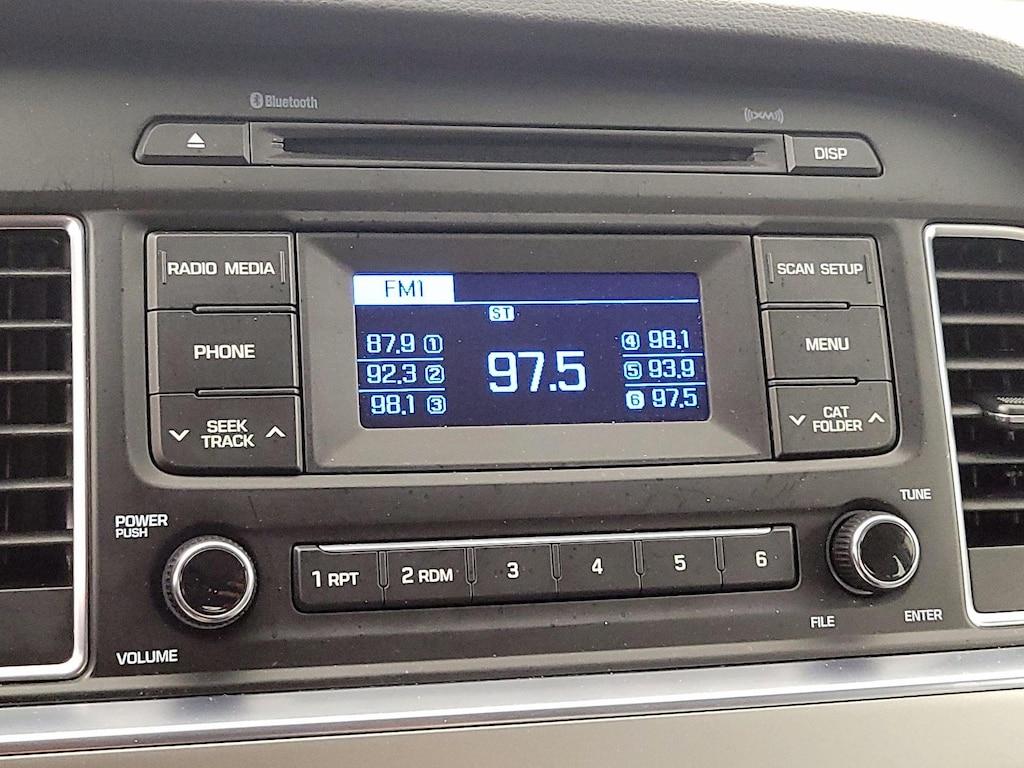 Bluetooth
((XM))
DISP
RADIO MEDIA
SCAN SETUP
FM1
ST
PHONE
87.9 1
92.3 2
98.1 3
97.5
4 98.1
5 93.9
6 97.5
MENU
SEEK
TRACK
CAT
FOLDER
POWER
PUSH
VOLUME
1 RPT
2 RDM
3
4
5
6
TUNE
FILE
ENTER